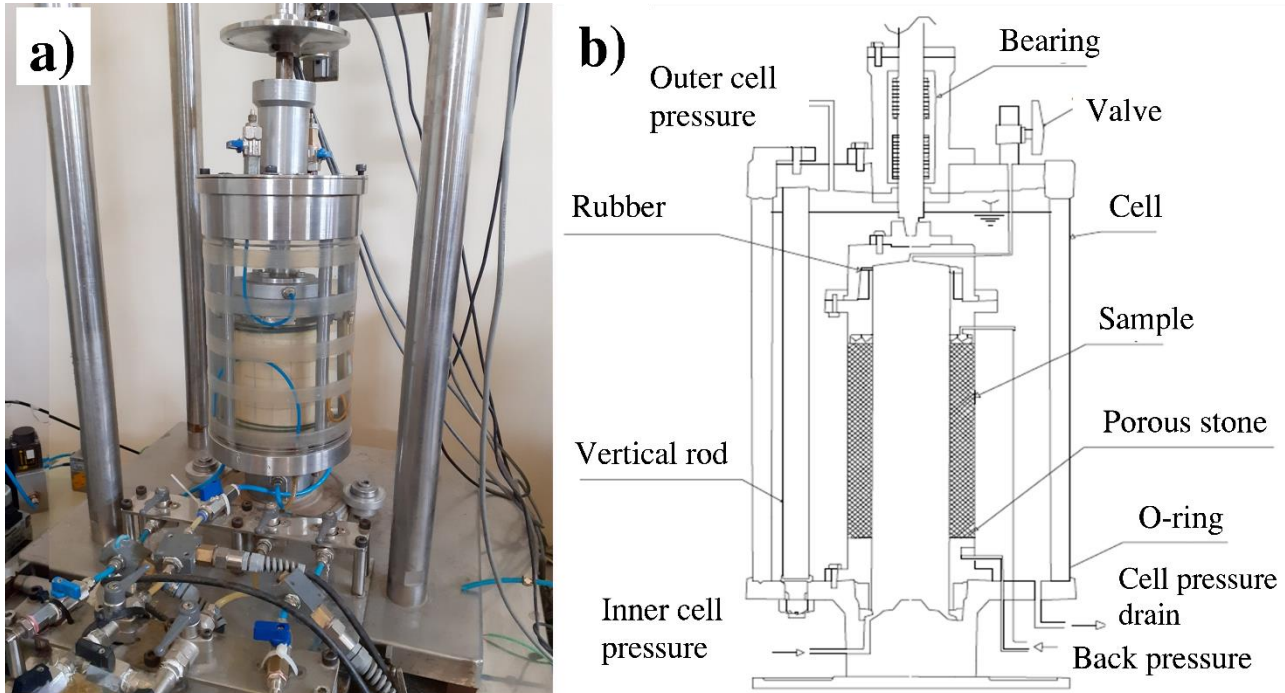 a)
b)
Bearing
Outer cell
pressure
Valve
Rubber
Cell
Sample
Porous stone
Vertical rod
O-ring
Cell pressure
drain
Inner cell
pressure
Back pressure